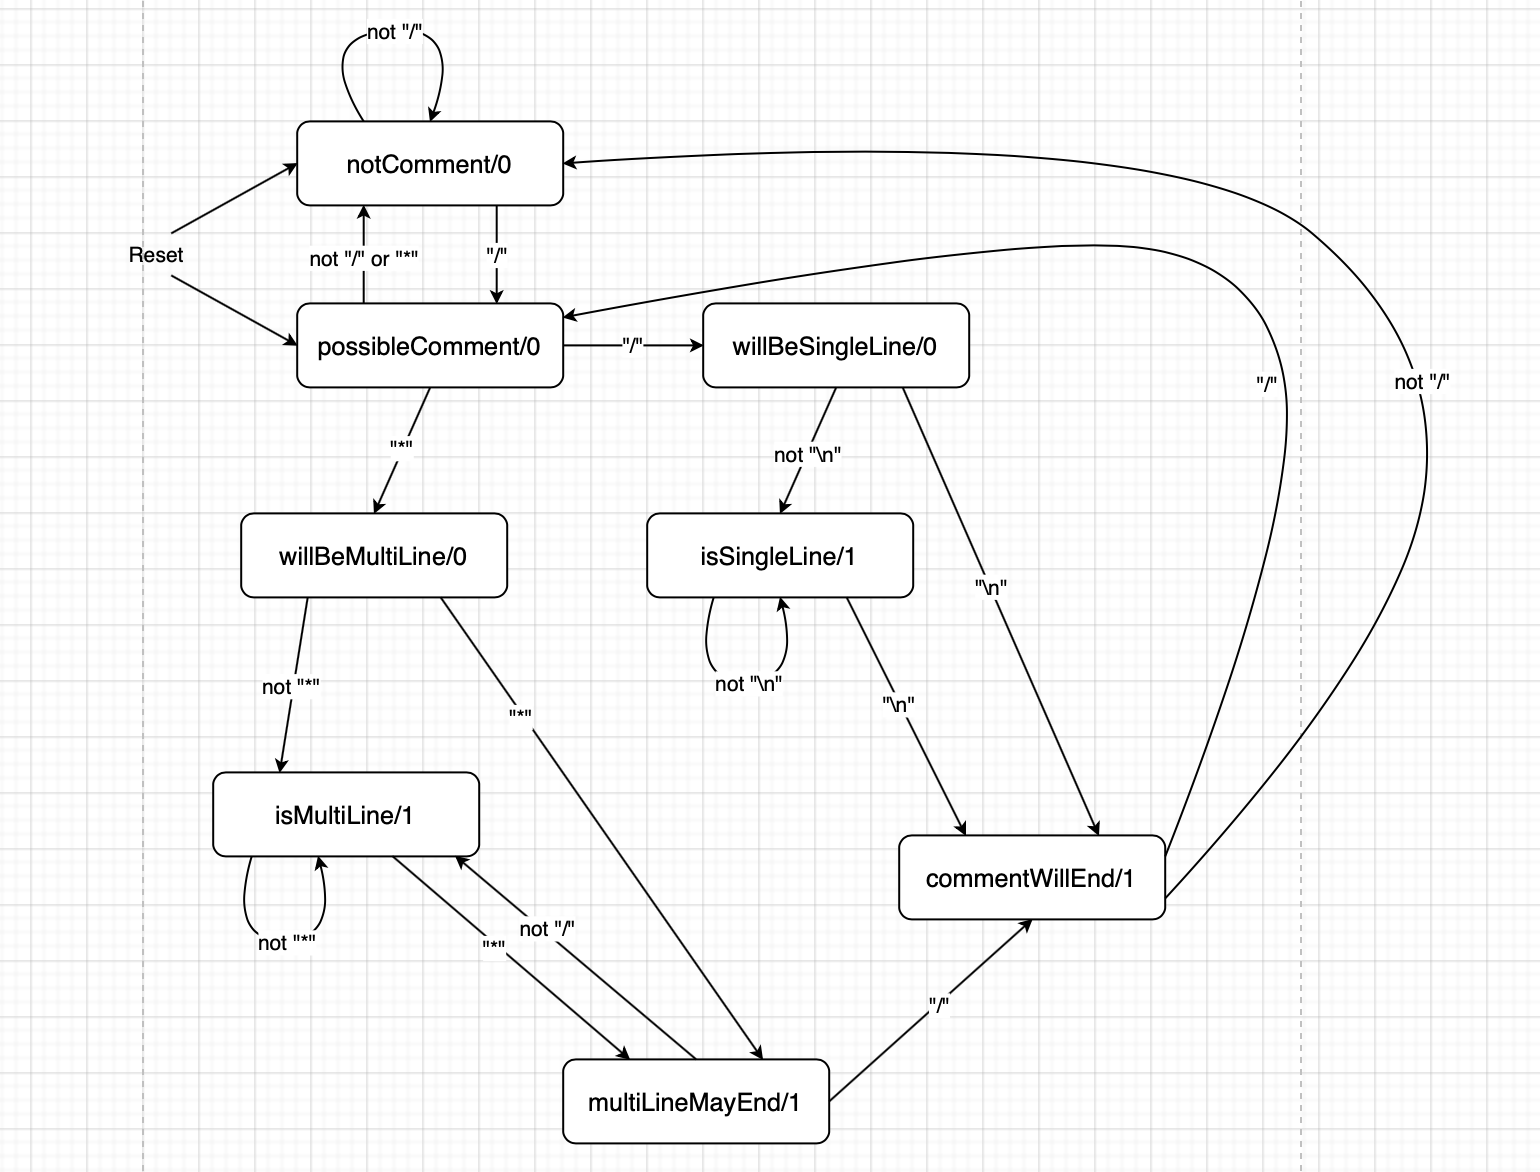 not "/"
notComment/0
Reset
not "/" or "*"
"/"
possibleComment/0
"/"
willBeSingleLine/0
"/"
not "/"
"*"
not "\n"
willBeMultiLine/0
isSingleLine/1
"\n"
not "*"
"*"
not "\n"
"\n"
isMultiLine/1
commentWillEnd/1
not "*"
"*"
not "/"
"/"
multiLineMayEnd/1